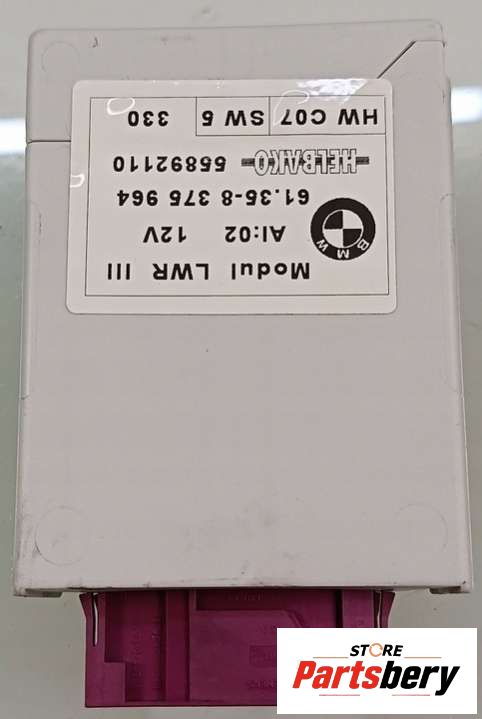 Modul LWR III
AI:02 12V
BMW
61.35-8 375 964
HELBAKO 55892110
HW C07 SW 5 330
STORE
Partsbery